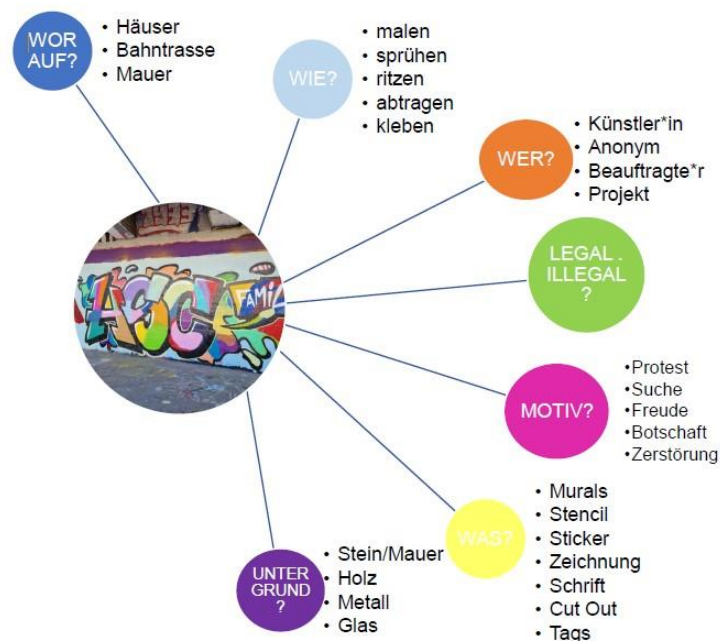 WOR
AUF?
• Häuser
• Bahntrasse
• Mauer
WIE?
• malen
• sprühen
• ritzen
• abtragen
• kleben
WER?
• Künstler*in
• Anonym
• Beauftragte*r
• Projekt
LEGAL .
ILLEGAL
?
MOTIV?
•Protest
•Suche
•Freude
•Botschaft
•Zerstörung
WAS?
• Murals
• Stencil
• Sticker
• Zeichnung
• Schrift
• Cut Out
• Tags
UNTER
GRUND
?
• Stein/Mauer
• Holz
• Metall
• Glas
1973
FAMI